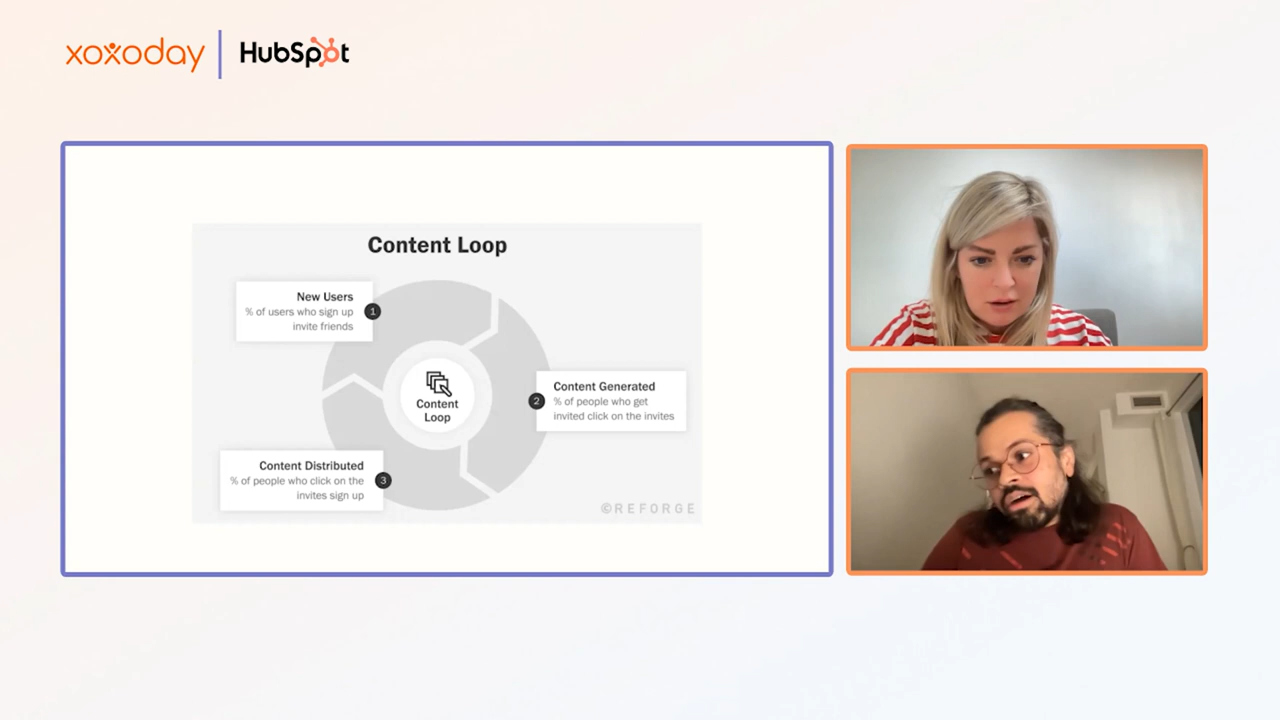 xoxoday | HubSpot
Content Loop
New Users
% of users who sign up
invite friends
1
Content Generated
% of people who get
invited click on the invites
2
Content
Loop
Content Distributed
% of people who click on the
invites sign up
3
©REFORGE